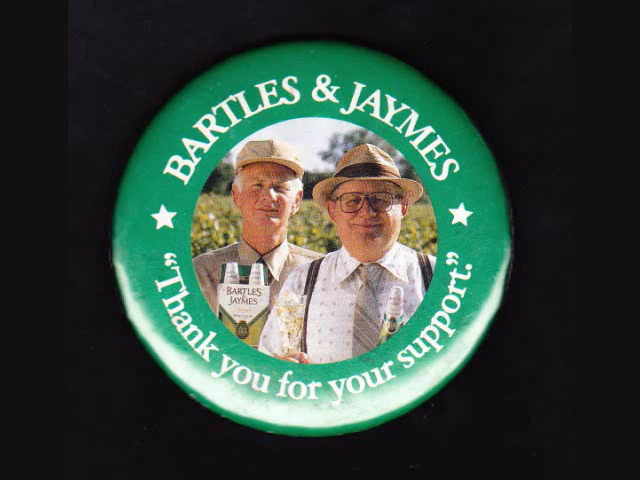 BARTLES & JAYMES
BARTLES
& JAYMES
"Thank you for your support."